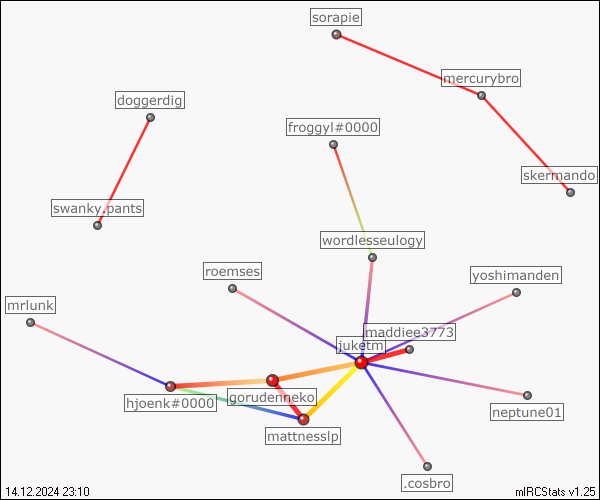 sorapie
mercurybro
doggerdig
froggyl#0000
skermando
swanky.pants
wordlesseulogy
roemses
yoshimanden
mrlunk
maddiee3773
juketm
gorudenneko
hjoenk#0000
neptune01
mattnesslp
.cosbro
14.12.2024 23:10
mIRCStats v1.25